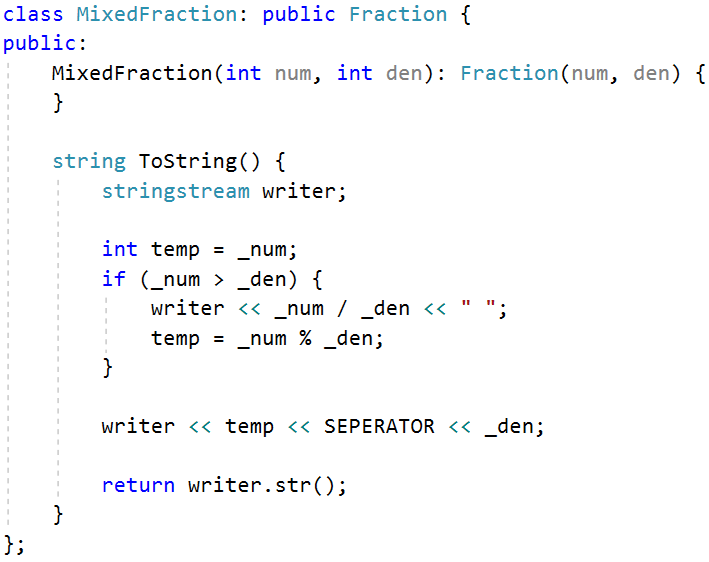 class MixedFraction: public Fraction {
public:
    MixedFraction(int num, int den): Fraction(num, den) {
    }

    string ToString() {
        stringstream writer;

        int temp = _num;
        if (_num > _den) {
            writer << _num / _den << " ";
            temp = _num % _den;
        }

        writer << temp << SEPERATOR << _den;

        return writer.str();
    }
};